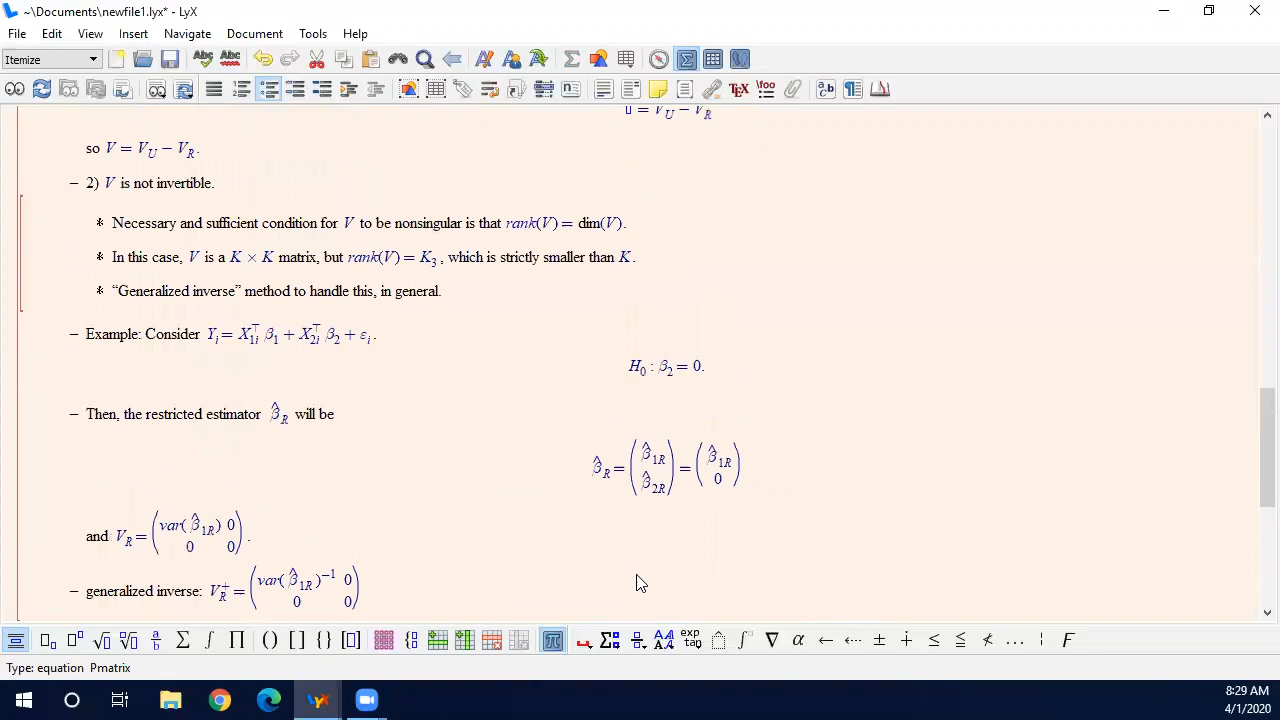 ~\Documents\newfile1.lyx* - LyX
File Edit View Insert Navigate Document Tools Help
Itemize
▯ = V_U − V_R
so V = V_U − V_R.
– 2) V is not invertible.
* Necessary and sufficient condition for V to be nonsingular is that rank(V) = dim(V).
* In this case, V is a K × K matrix, but rank(V) = K_3 , which is strictly smaller than K.
* “Generalized inverse” method to handle this, in general.
– Example: Consider Y_i = X_{1i}^⊤ β_1 + X_{2i}^⊤ β_2 + ε_i .
H_0 : β_2 = 0.
– Then, the restricted estimator β̂_R will be
β̂_R = (β̂_{1R} β̂_{2R}) = (β̂_{1R} 0)
and V_R = (var(β̂_{1R}) 0 0 0) .
– generalized inverse: V_R^+ = (var(β̂_{1R})^{−1} 0 0 0)
exp tag
Type: equation Pmatrix
8:29 AM
4/1/2020